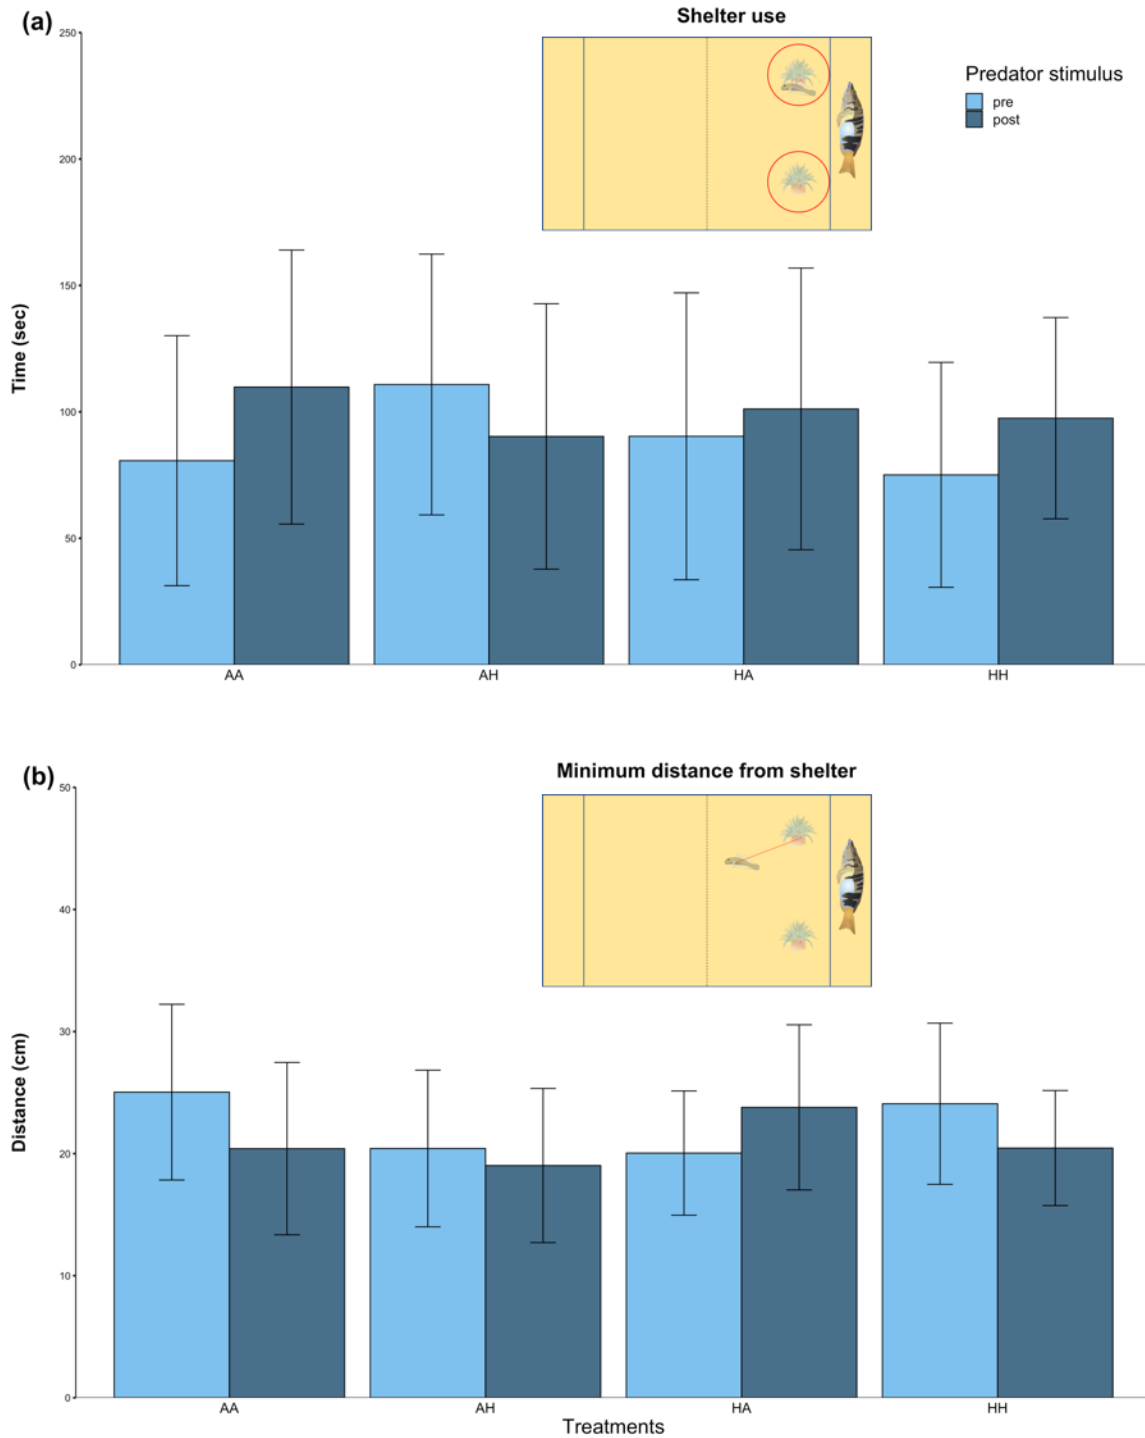 (a)
Shelter use
Predator stimulus
pre
post
250
200
150
100
50
0
Time (sec)
AA AH HA HH
(b)
Minimum distance from shelter
50
40
30
20
10
0
Distance (cm)
AA AH HA HH
Treatments